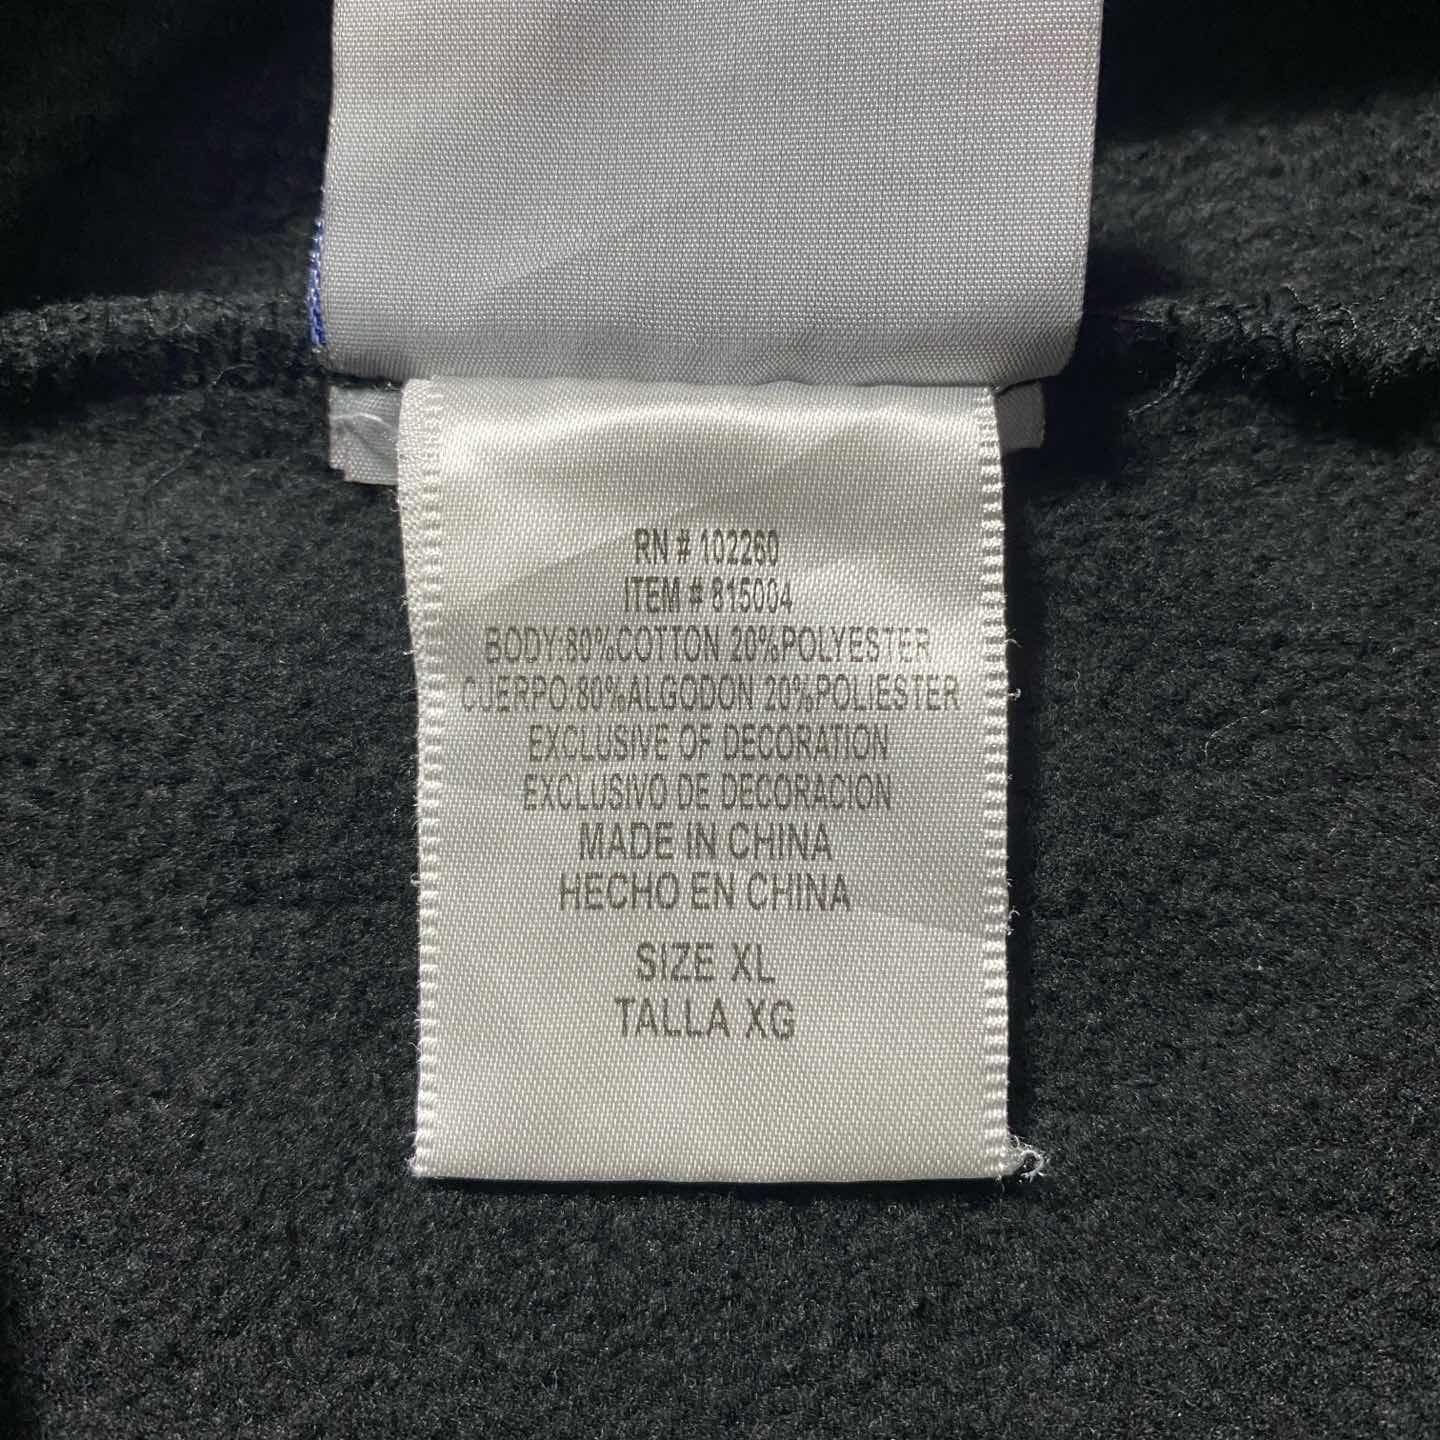 RN # 102260
ITEM # 815004
BODY:80%COTTON 20%POLYESTER
CUERPO:80%ALGODON 20%POLIESTER
EXCLUSIVE OF DECORATION
EXCLUSIVO DE DECORACION
MADE IN CHINA
HECHO EN CHINA
SIZE XL
TALLA XG